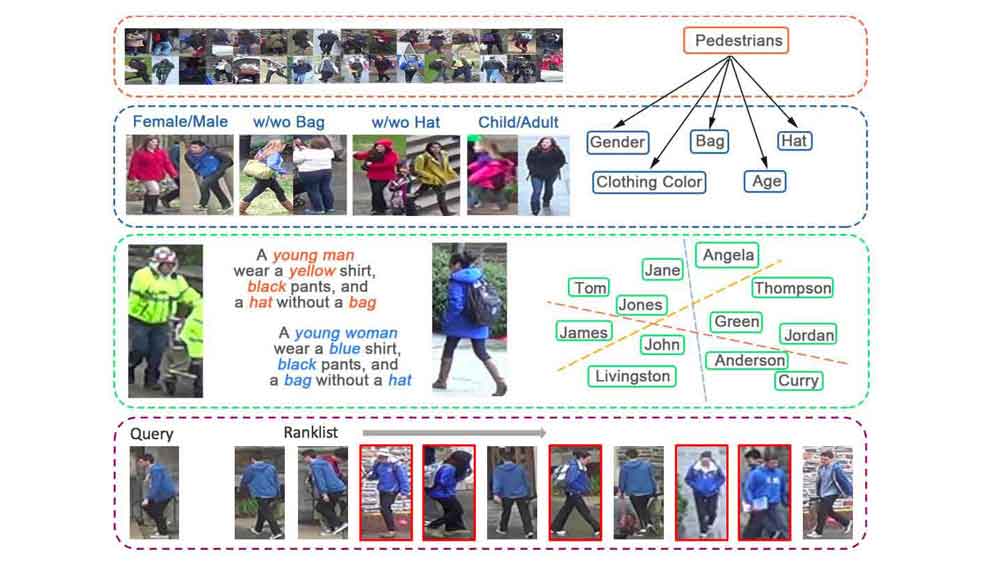 Pedestrians
Female/Male
w/wo Bag
w/wo Hat
Child/Adult
Gender
Bag
Hat
Clothing Color
Age
A young man
wear a yellow shirt,
black pants, and
a hat without a bag
A young woman
wear a blue shirt,
black pants, and
a bag without a hat
Angela
Jane
Tom
Thompson
Jones
James
Green
Jordan
John
Anderson
Livingston
Curry
Query
Ranklist